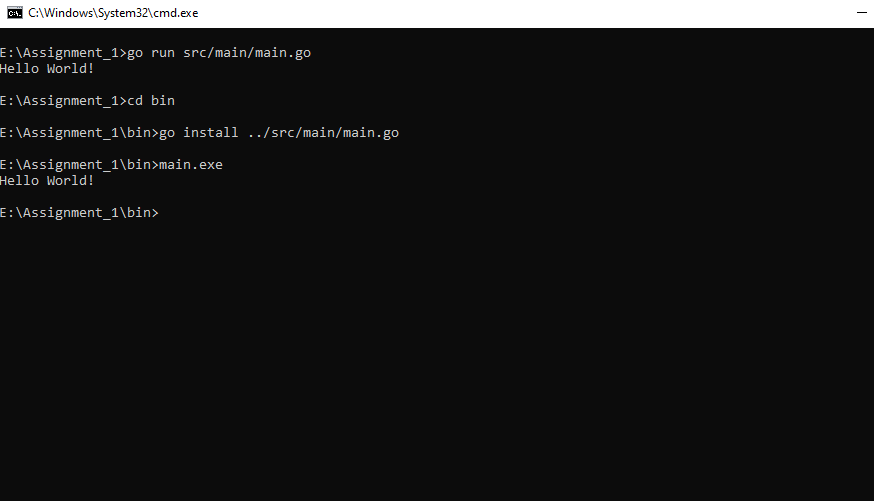 C:\Windows\System32\cmd.exe
E:\Assignment_1>go run src/main/main.go
Hello World!
E:\Assignment_1>cd bin
E:\Assignment_1\bin>go install ../src/main/main.go
E:\Assignment_1\bin>main.exe
Hello World!
E:\Assignment_1\bin>